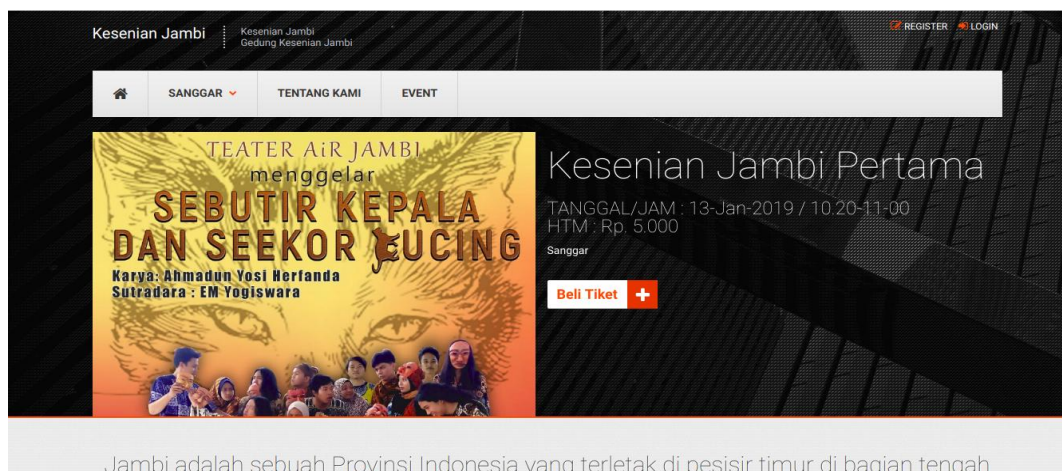 Kesenian Jambi
Kesenian Jambi
Gedung Kesenian Jambi
REGISTER LOGIN
SANGGAR TENTANG KAMI EVENT
TEATER AiR JAMBI
menggelar
SEBUTIR KEPALA
DAN SEEKOR KUCING
Karya: Ahmadun Yosi Herfanda
Sutradara : EM Yogiswara
Kesenian Jambi Pertama
TANGGAL/JAM : 13-Jan-2019 / 10.20-11-00
HTM : Rp. 5.000
Sanggar
Beli Tiket +
Jambi adalah sebuah Provinsi Indonesia yang terletak di pesisir timur di bagian tengah